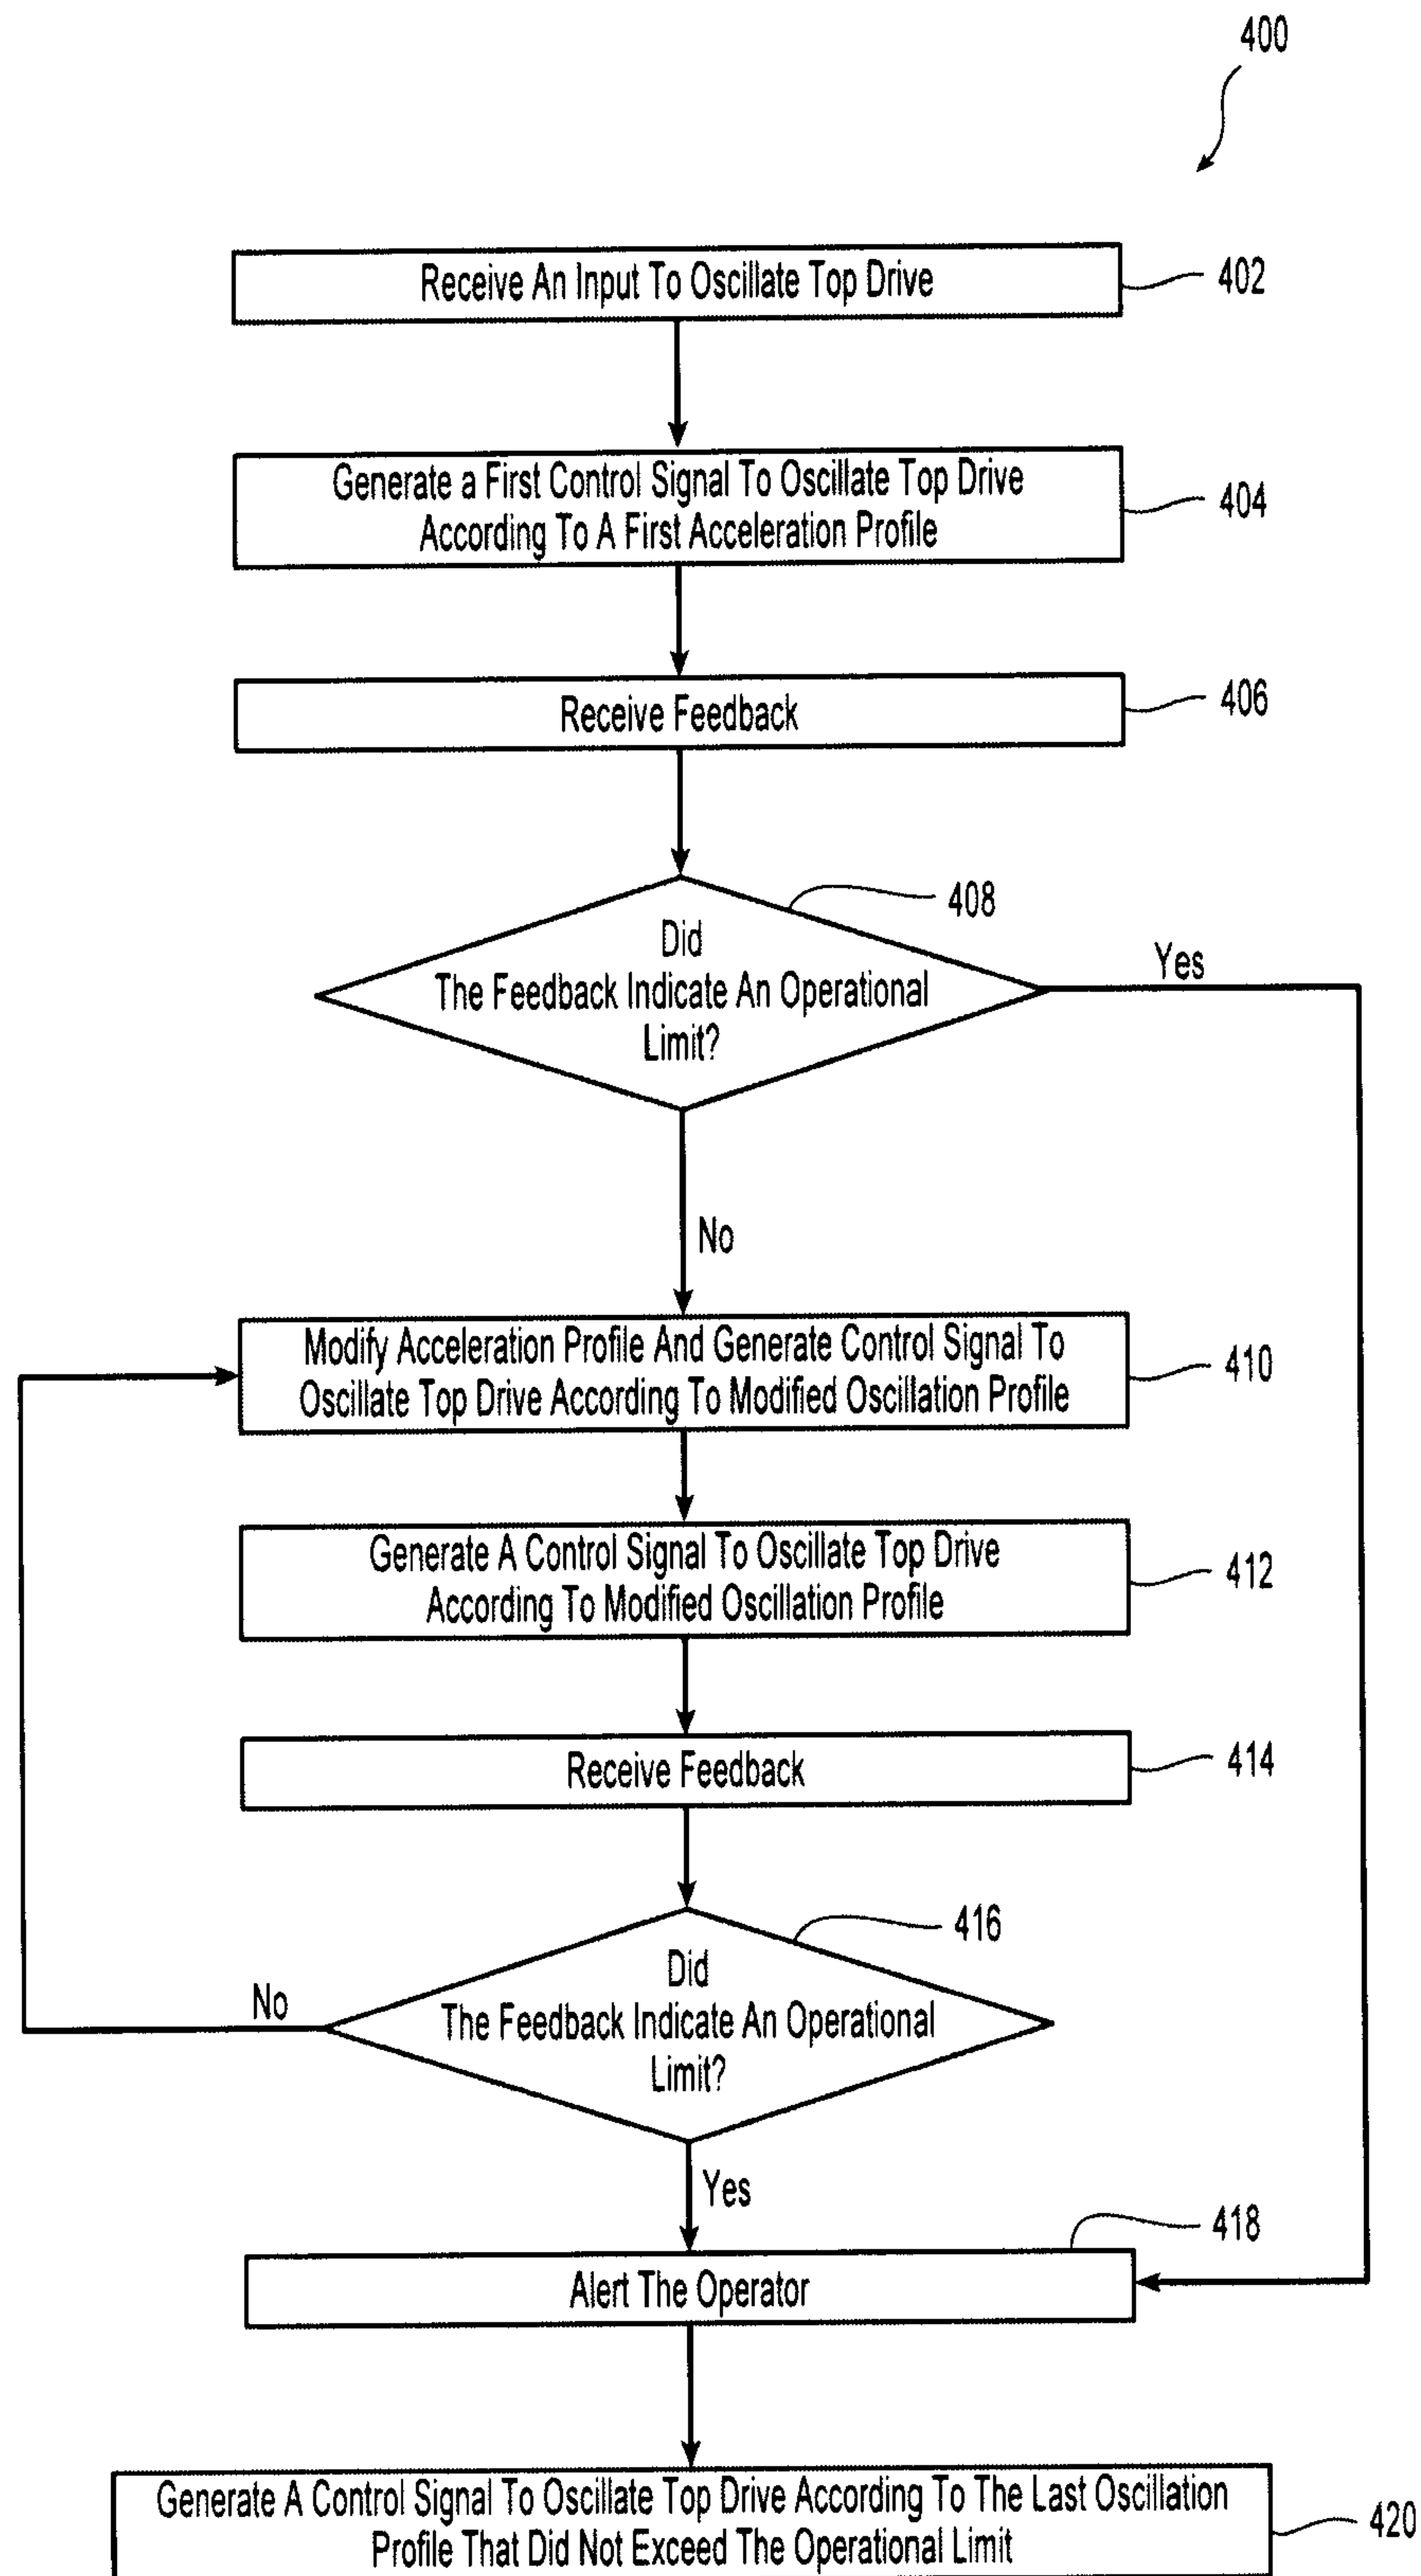 400
Receive An Input To Oscillate Top Drive
402
Generate a First Control Signal To Oscillate Top Drive
According To A First Acceleration Profile
404
Receive Feedback
406
408
Did
The Feedback Indicate An Operational
Limit?
Yes
No
Modify Acceleration Profile And Generate Control Signal To
Oscillate Top Drive According To Modified Oscillation Profile
410
Generate A Control Signal To Oscillate Top Drive
According To Modified Oscillation Profile
412
Receive Feedback
414
416
Did
The Feedback Indicate An Operational
Limit?
No
Yes
418
Alert The Operator
Generate A Control Signal To Oscillate Top Drive According To The Last Oscillation
Profile That Did Not Exceed The Operational Limit
420